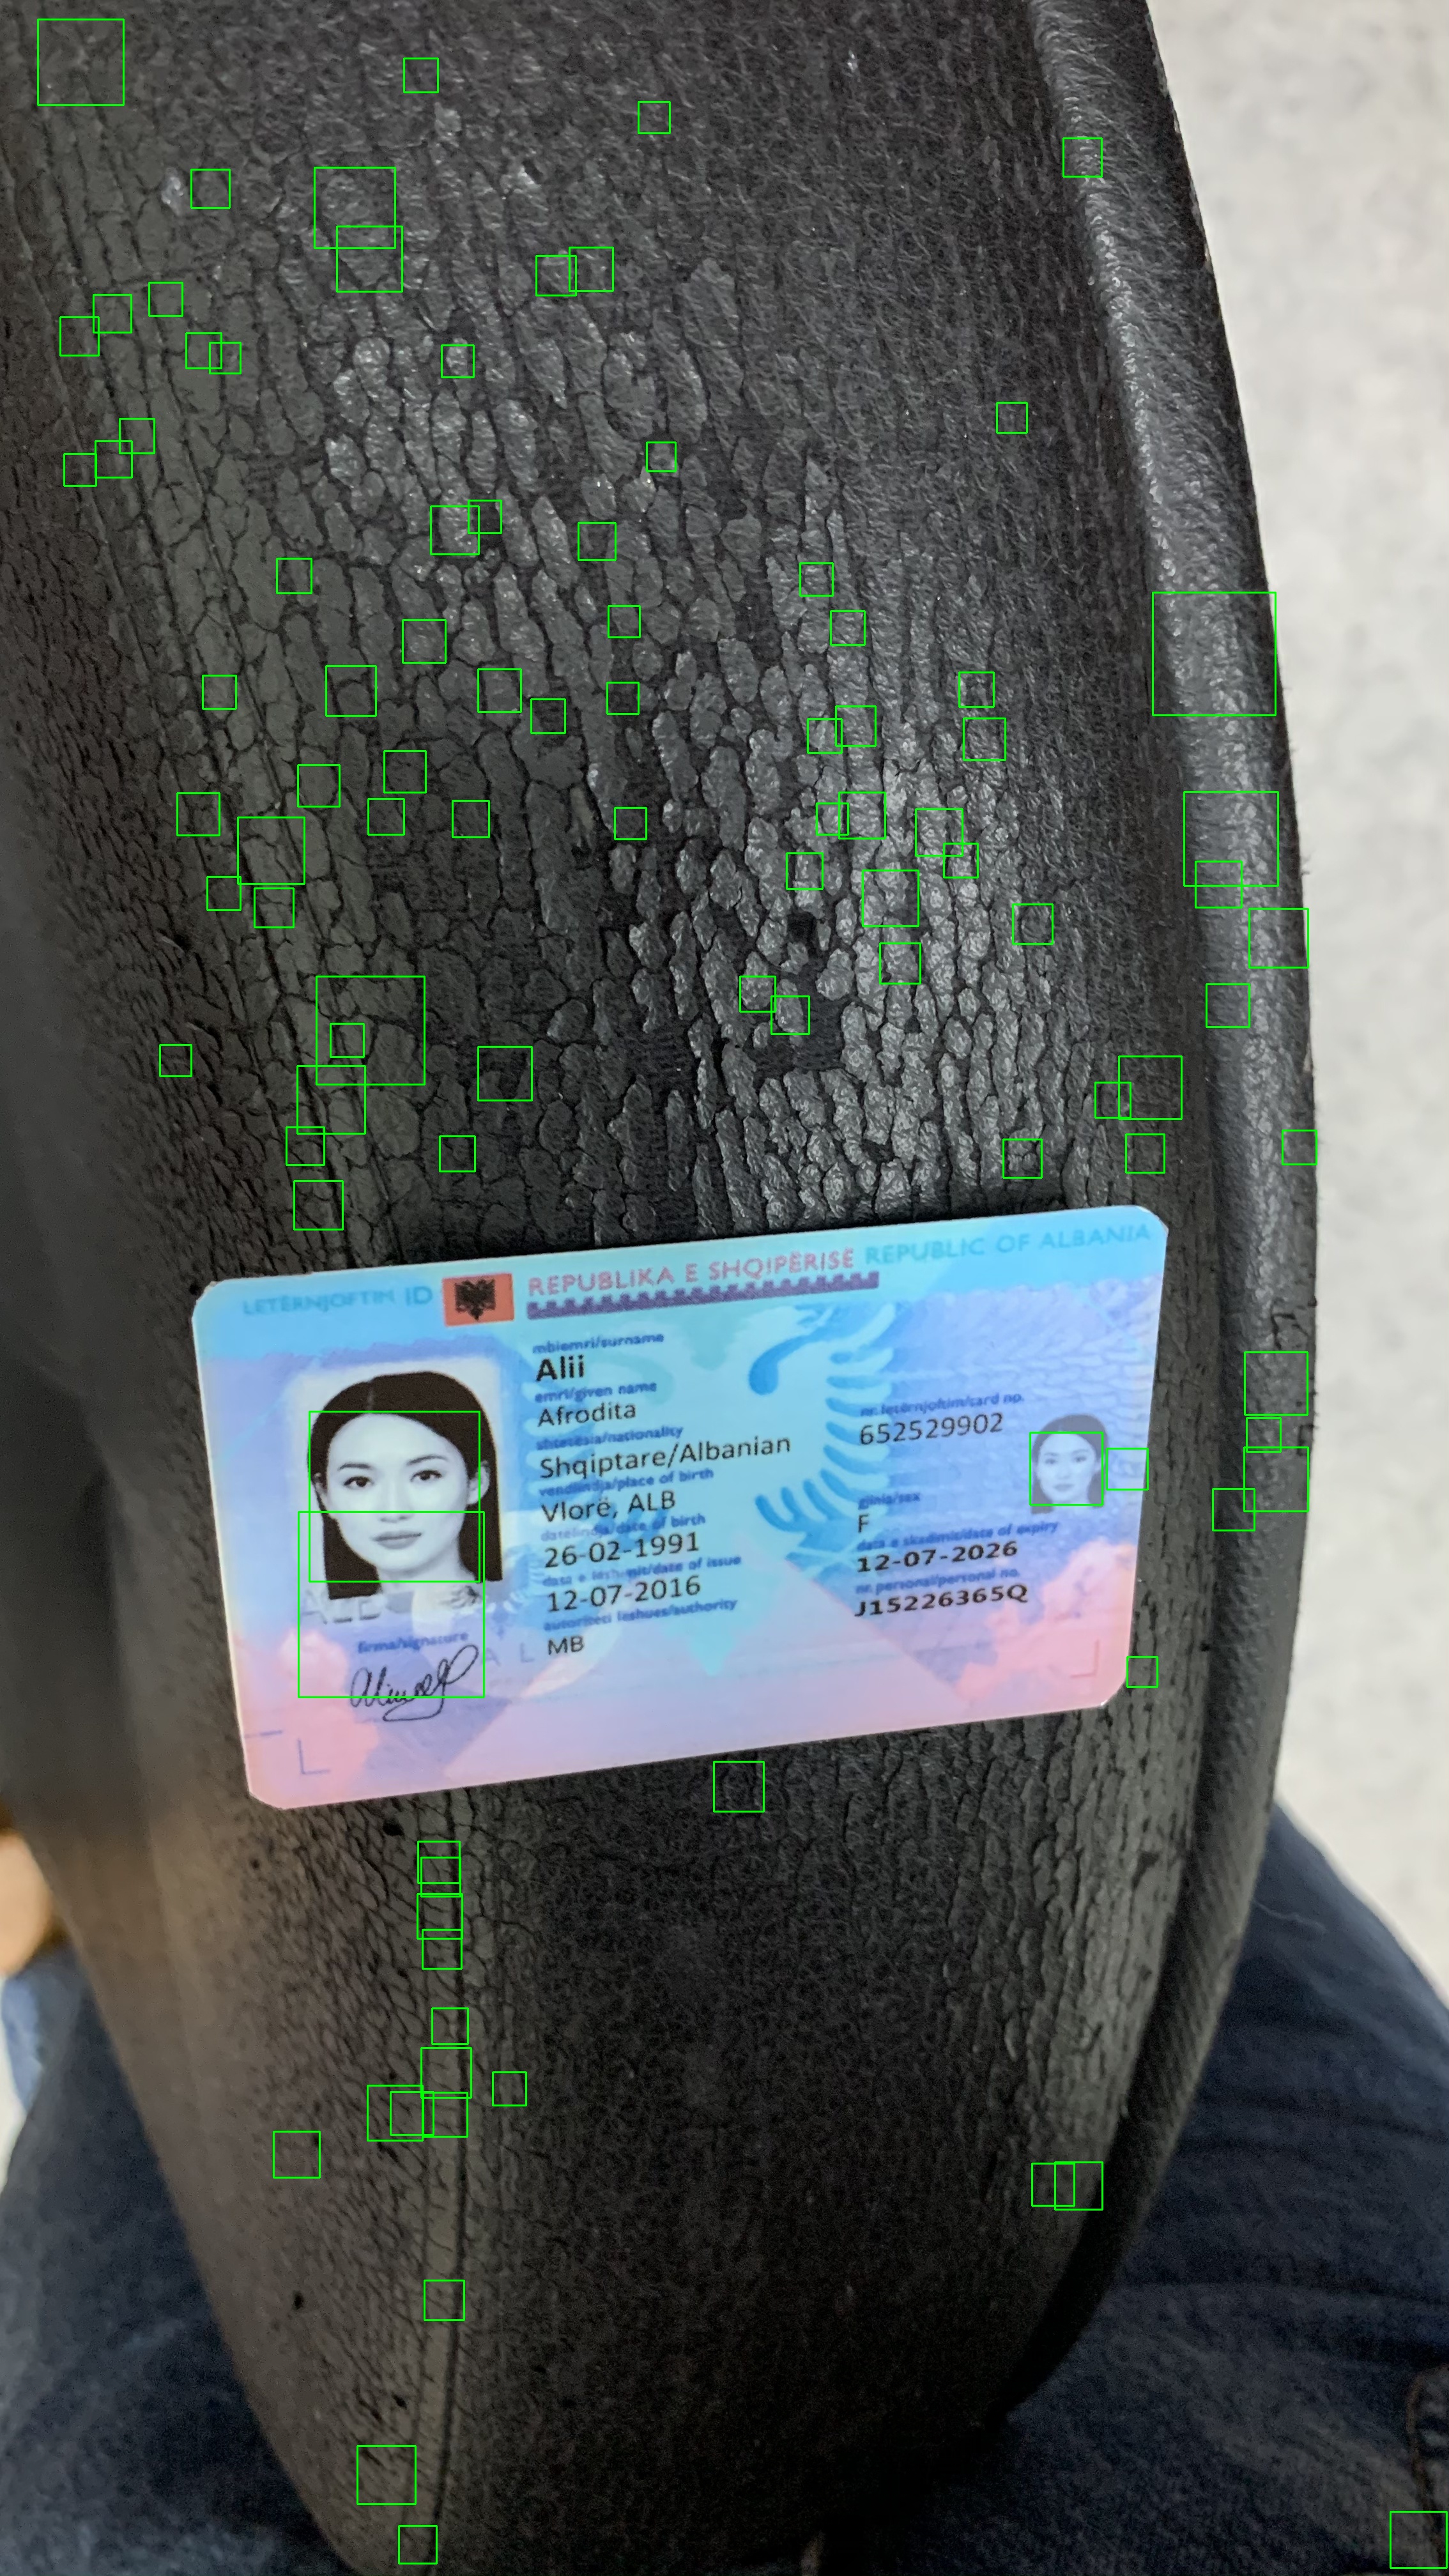 LETËRNJOFTIM ID REPUBLIKA E SHQIPËRISË REPUBLIC OF ALBANIA
mbiemri/surname
Alii
emri/given name
Afrodita
shtetësia/nationality
Shqiptare/Albanian
vendlindja/place of birth
Vlorë, ALB
datelindja/date of birth
26-02-1991
data e lëshimit/date of issue
12-07-2016
autoriteti lëshues/authority
MB
nr. letërnjoftim/card no.
652529902
gjinia/sex
F
data e skadimit/date of expiry
12-07-2026
nr. personal/personal no.
J15226365Q
firma/signature